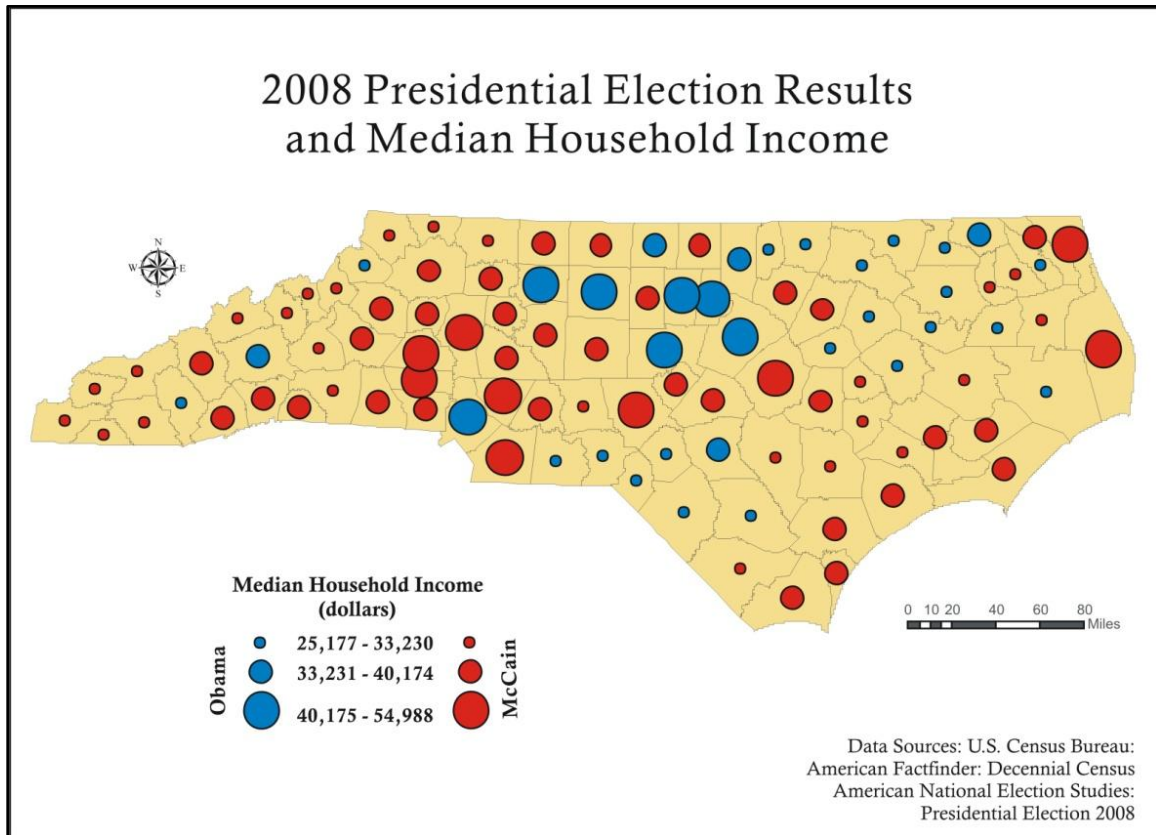 2008 Presidential Election Results
and Median Household Income
N
W E
S
Median Household Income
(dollars)
Obama
25,177 - 33,230
33,231 - 40,174
40,175 - 54,988
McCain
0 10 20 40 60 80
Miles
Data Sources: U.S. Census Bureau:
American Factfinder: Decennial Census
American National Election Studies:
Presidential Election 2008